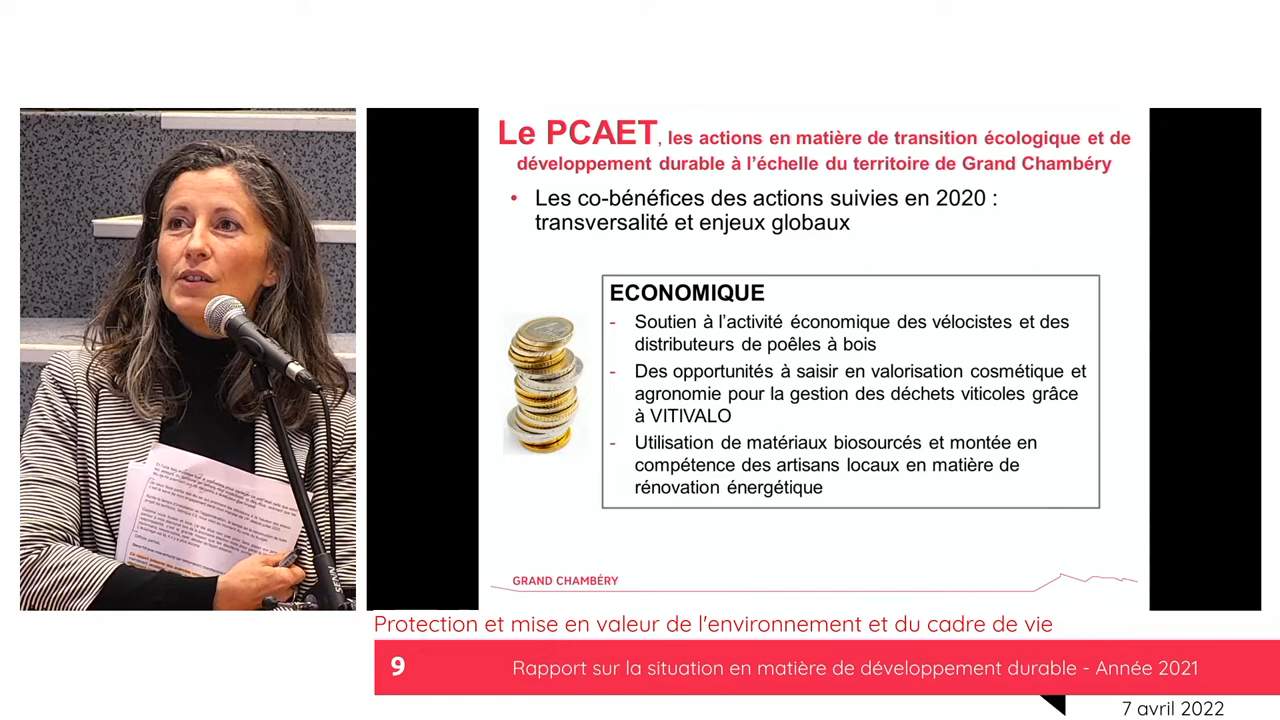 Le PCAET, les actions en matière de transition écologique et de
développement durable à l'échelle du territoire de Grand Chambéry
• Les co-bénéfices des actions suivies en 2020 :
transversalité et enjeux globaux
ECONOMIQUE
- Soutien à l'activité économique des vélocistes et des
distributeurs de poêles à bois
- Des opportunités à saisir en valorisation cosmétique et
agronomie pour la gestion des déchets viticoles grâce
à VITIVALO
- Utilisation de matériaux biosourcés et montée en
compétence des artisans locaux en matière de
rénovation énergétique
GRAND CHAMBÉRY
Protection et mise en valeur de l'environnement et du cadre de vie
9 Rapport sur la situation en matière de développement durable - Année 2021
7 avril 2022